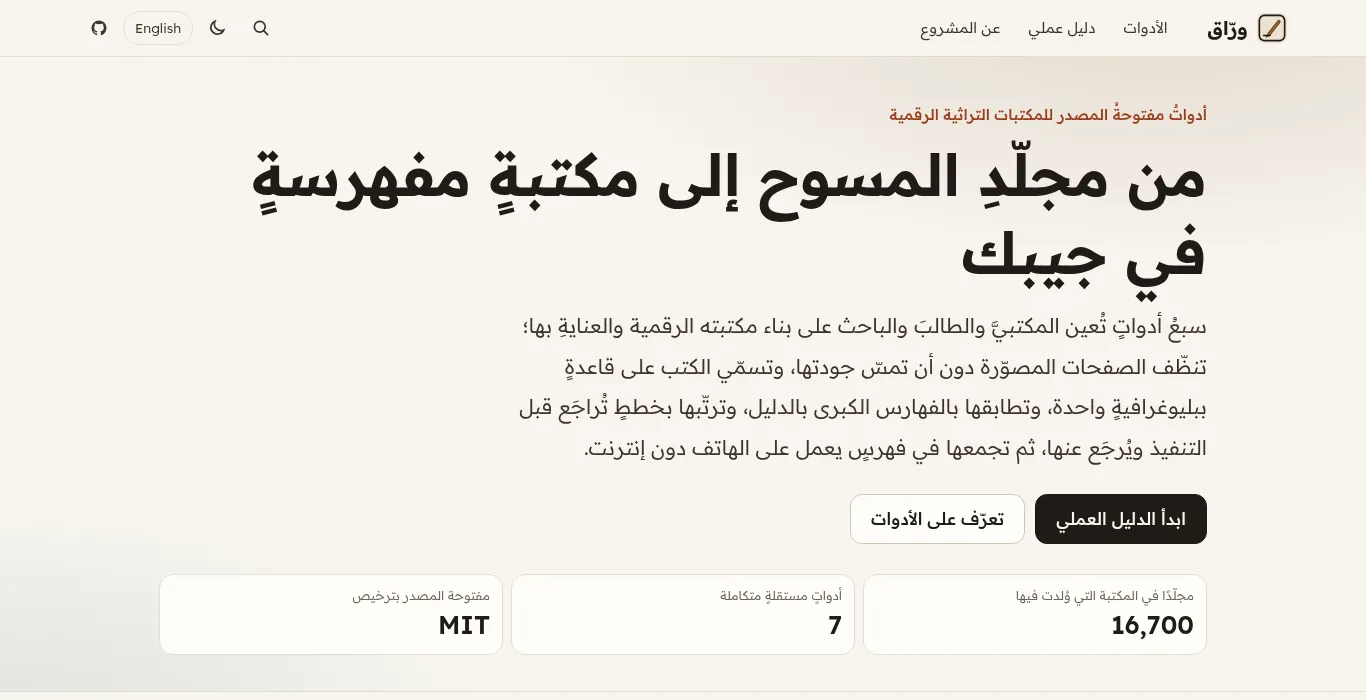 ورّاق
الأدوات
دليل عملي
عن المشروع
English
أدواتٌ مفتوحةُ المصدر للمكتبات التراثية الرقمية
من مجلّدِ المسوح إلى مكتبةٍ مفهرسةٍ
في جيبك
سبعُ أدواتٍ تُعين المكتبيَّ والطالبَ والباحث على بناء مكتبته الرقمية والعنايةِ بها؛
تنظّف الصفحات المصوّرة دون أن تمسّ جودتها، وتسمّي الكتب على قاعدةٍ
ببليوغرافيةٍ واحدة، وتطابقها بالفهارس الكبرى بالدليل، وترتّبها بخططٍ تُراجَع قبل
التنفيذ ويُرجَع عنها، ثم تجمعها في فهرسٍ يعمل على الهاتف دون إنترنت.
ابدأ الدليل العملي
تعرّف على الأدوات
مجلّدًا في المكتبة التي وُلدت فيها
16,700
أدواتٍ مستقلةٍ متكاملة
7
مفتوحة المصدر بترخيص
MIT